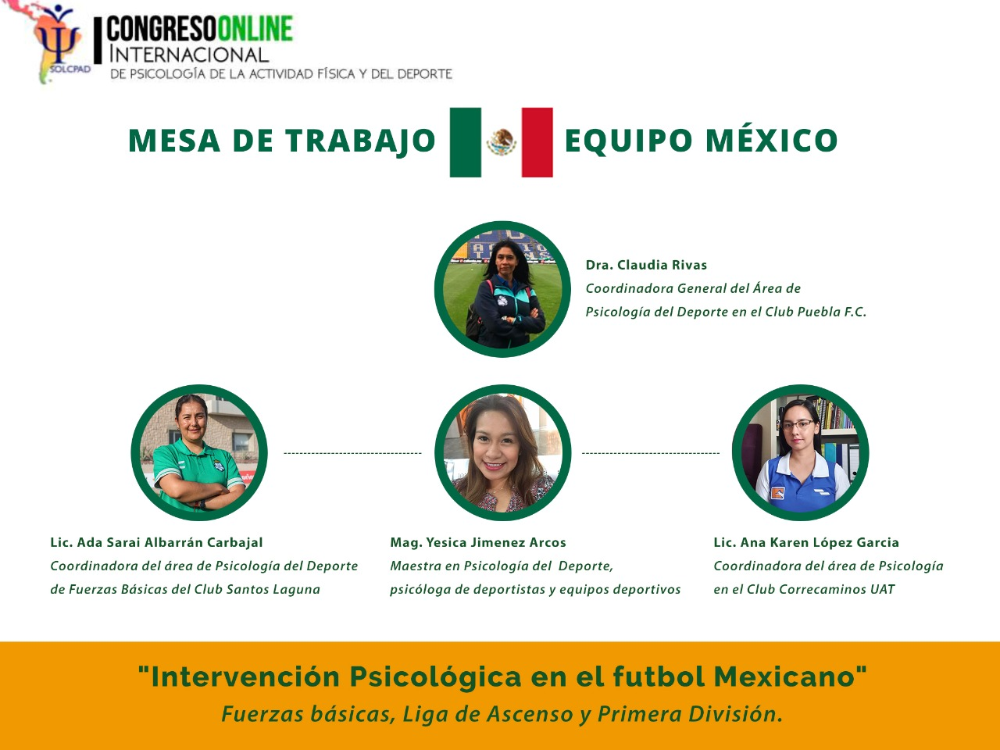 SOLCPAD
I CONGRESO ONLINE
INTERNACIONAL
DE PSICOLOGÍA DE LA ACTIVIDAD FÍSICA Y DEL DEPORTE
MESA DE TRABAJO EQUIPO MÉXICO
Dra. Claudia Rivas
Coordinadora General del Área de
Psicología del Deporte en el Club Puebla F.C.
Lic. Ada Sarai Albarrán Carbajal
Coordinadora del área de Psicología del Deporte
de Fuerzas Básicas del Club Santos Laguna
Mag. Yesica Jimenez Arcos
Maestra en Psicología del Deporte,
psicóloga de deportistas y equipos deportivos
Lic. Ana Karen López Garcia
Coordinadora del área de Psicología
en el Club Correcaminos UAT
"Intervención Psicológica en el futbol Mexicano"
Fuerzas básicas, Liga de Ascenso y Primera División.